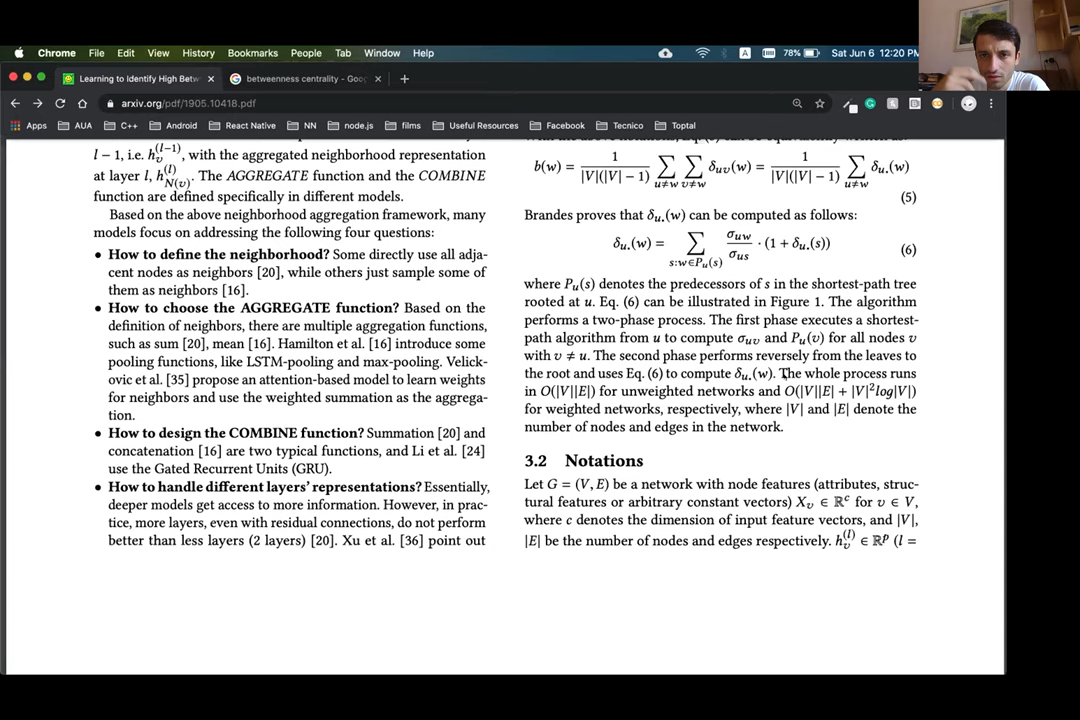 Chrome File Edit View History Bookmarks People Tab Window Help A 78% Sat Jun 6 12:20 PM
Learning to Identify High Betw × betweenness centrality - Goog × +
arxiv.org/pdf/1905.10418.pdf
Apps AUA C++ Android React Native NN node.js films Useful Resources Facebook Tecnico Toptal
l − 1, i.e. h_v^{(l−1)}, with the aggregated neighborhood representation
at layer l, h_{N(v)}^{(l)}. The AGGREGATE function and the COMBINE
function are defined specifically in different models.
Based on the above neighborhood aggregation framework, many
models focus on addressing the following four questions:
• How to define the neighborhood? Some directly use all adja-
cent nodes as neighbors [20], while others just sample some of
them as neighbors [16].
• How to choose the AGGREGATE function? Based on the
definition of neighbors, there are multiple aggregation functions,
such as sum [20], mean [16]. Hamilton et al. [16] introduce some
pooling functions, like LSTM-pooling and max-pooling. Velick-
ovic et al. [35] propose an attention-based model to learn weights
for neighbors and use the weighted summation as the aggrega-
tion.
• How to design the COMBINE function? Summation [20] and
concatenation [16] are two typical functions, and Li et al. [24]
use the Gated Recurrent Units (GRU).
• How to handle different layers' representations? Essentially,
deeper models get access to more information. However, in prac-
tice, more layers, even with residual connections, do not perform
better than less layers (2 layers) [20]. Xu et al. [36] point out
b(w) = 1/(|V|(|V| − 1)) ∑_{u≠w} ∑_{v≠w} δ_{uv}(w) = 1/(|V|(|V| − 1)) ∑_{u≠w} δ_{u·}(w)
(5)
Brandes proves that δ_{u·}(w) can be computed as follows:
δ_{u·}(w) = ∑_{s:w∈P_u(s)} σ_{uw}/σ_{us} · (1 + δ_{u·}(s)) (6)
where P_u(s) denotes the predecessors of s in the shortest-path tree
rooted at u. Eq. (6) can be illustrated in Figure 1. The algorithm
performs a two-phase process. The first phase executes a shortest-
path algorithm from u to compute σ_{uv} and P_u(v) for all nodes v
with v ≠ u. The second phase performs reversely from the leaves to
the root and uses Eq. (6) to compute δ_{u·}(w). The whole process runs
in O(|V||E|) for unweighted networks and O(|V||E| + |V|²log|V|)
for weighted networks, respectively, where |V| and |E| denote the
number of nodes and edges in the network.
3.2 Notations
Let G = (V, E) be a network with node features (attributes, struc-
tural features or arbitrary constant vectors) X_v ∈ ℝ^c for v ∈ V,
where c denotes the dimension of input feature vectors, and |V|,
|E| be the number of nodes and edges respectively. h_v^{(l)} ∈ ℝ^p (l =